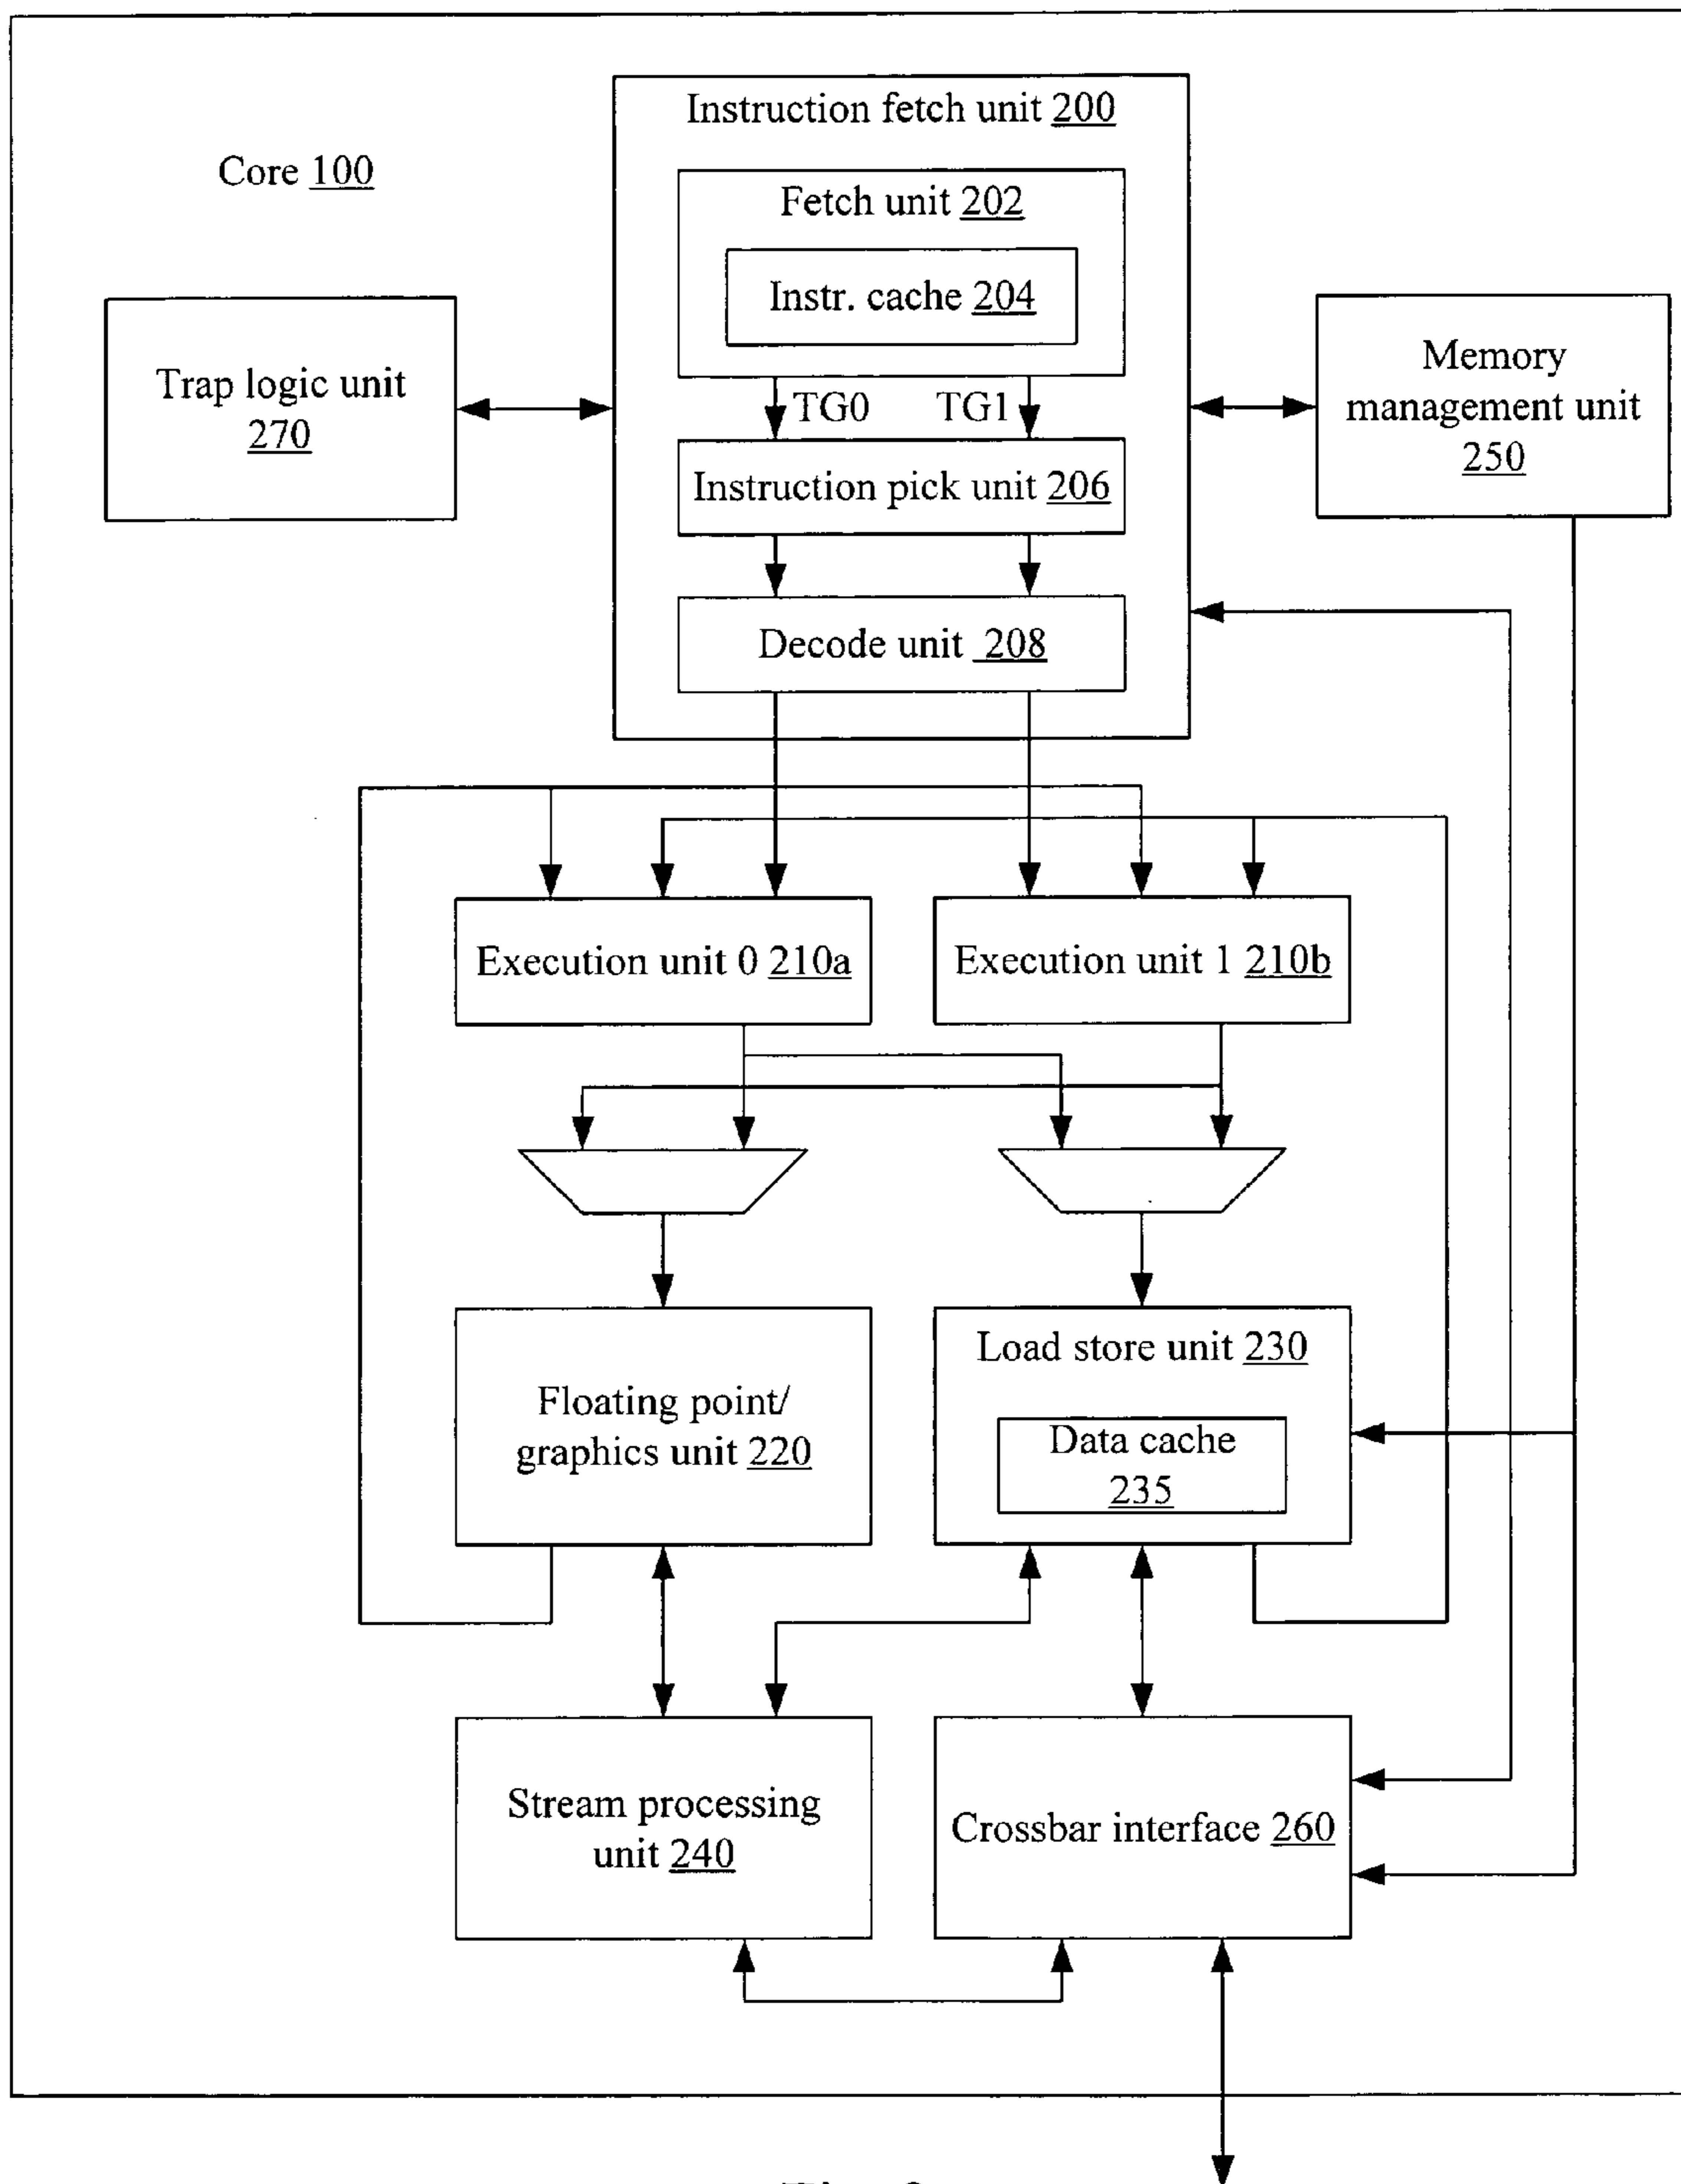 Instruction fetch unit 200
Core 100
Fetch unit 202
Instr. cache 204
Trap logic unit
270
Memory
management unit
250
TG0
TG1
Instruction pick unit 206
Decode unit 208
Execution unit 0 210a
Execution unit 1 210b
Load store unit 230
Floating point/
graphics unit 220
Data cache
235
Stream processing
unit 240
Crossbar interface 260